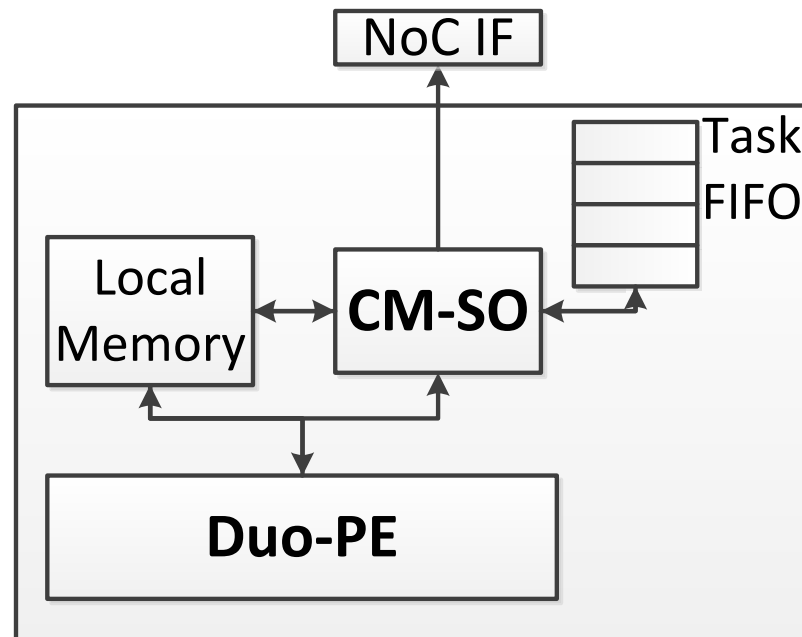 NoC IF
Task
FIFO
Local
Memory
CM-SO
Duo-PE